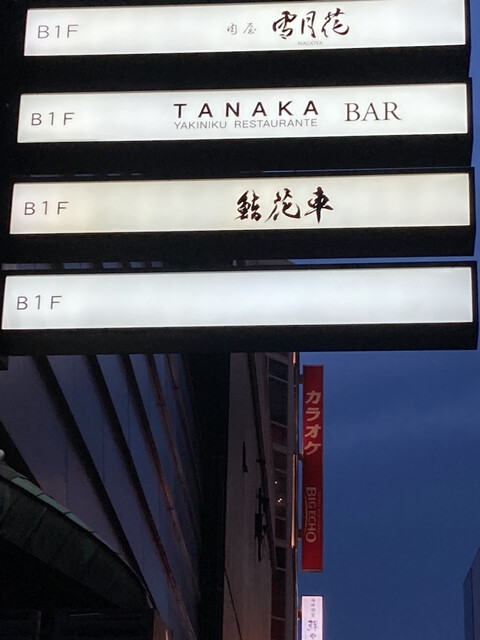 B1F
肉屋 雪月花
NAGOYA
B1F
TANAKA BAR
YAKINIKU RESTAURANTE
B1F
鮨花車
B1F
カラオケ
BIG ECHO